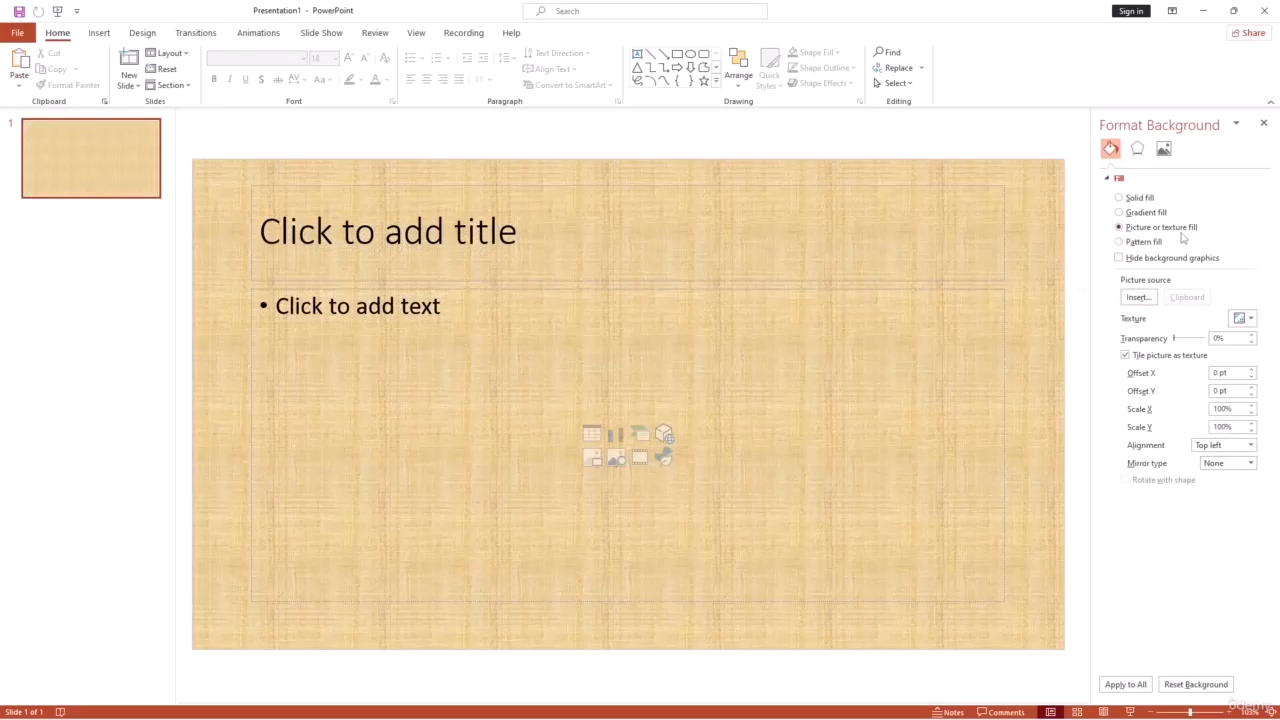 Presentation1 - PowerPoint
Search
Sign in
File Home Insert Design Transitions Animations Slide Show Review View Recording Help
Share
Paste
Cut
Copy
Format Painter
Clipboard
New Slide
Layout
Reset
Section
Slides
18
B I U S ab AV Aa A
Font
Text Direction
Align Text
Convert to SmartArt
Paragraph
Arrange
Quick Styles
Shape Fill
Shape Outline
Shape Effects
Drawing
Find
Replace
Select
Editing
1
Click to add title
• Click to add text
Format Background
Fill
Solid fill
Gradient fill
Picture or texture fill
Pattern fill
Hide background graphics
Picture source
Insert... Clipboard
Texture
Transparency 0%
Tile picture as texture
Offset X 0 pt
Offset Y 0 pt
Scale X 100%
Scale Y 100%
Alignment Top left
Mirror type None
Rotate with shape
Apply to All Reset Background
Slide 1 of 1
Notes Comments
103%
udemy